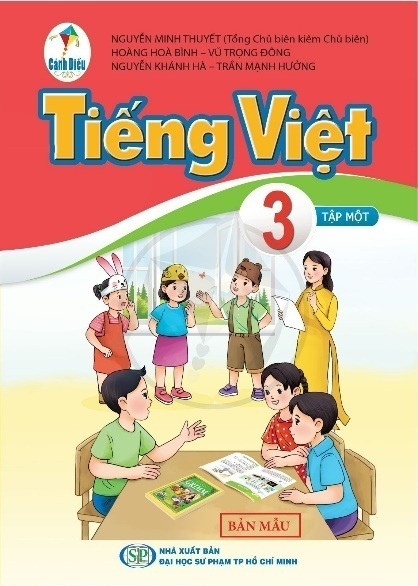 NGUYỄN MINH THUYẾT (Tổng Chủ biên kiêm Chủ biên)
HOÀNG HOÀ BÌNH – VŨ TRỌNG ĐÔNG
NGUYỄN KHÁNH HÀ – TRẦN MẠNH HƯỞNG
Cánh Diều
Tiếng Việt
3
TẬP MỘT
BẢN MẪU
NHÀ XUẤT BẢN
ĐẠI HỌC SƯ PHẠM TP HỒ CHÍ MINH